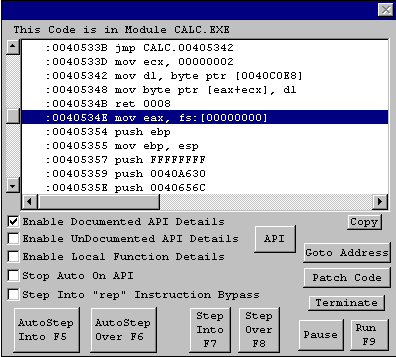 This Code is in Module CALC.EXE
:0040533B jmp CALC.00405342
:0040533D mov ecx, 00000002
:00405342 mov dl, byte ptr [0040C0E8]
:00405348 mov byte ptr [eax+ecx], dl
:0040534B ret 0008
:0040534E mov eax, fs:[00000000]
:00405354 push ebp
:00405355 mov ebp, esp
:00405357 push FFFFFFFF
:00405359 push 0040A630
:0040535E push 0040656C
Enable Documented API Details
Copy
Enable UnDocumented API Details
API
Enable Local Function Details
Goto Address
Stop Auto On API
Patch Code
Step Into "rep" Instruction Bypass
Terminate
AutoStep
Into F5
AutoStep
Over F6
Step
Into
F7
Step
Over
F8
Pause
Run
F9